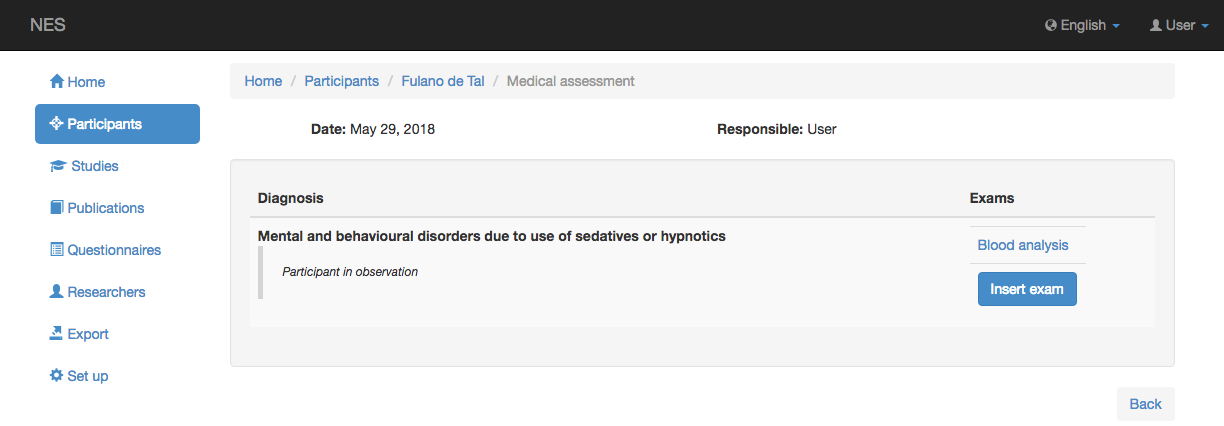 NES English User
Home
Participants
Studies
Publications
Questionnaires
Researchers
Export
Set up
Home / Participants / Fulano de Tal / Medical assessment
Date: May 29, 2018 Responsible: User
Diagnosis Exams
Mental and behavioural disorders due to use of sedatives or hypnotics
Participant in observation
Blood analysis
Insert exam
Back